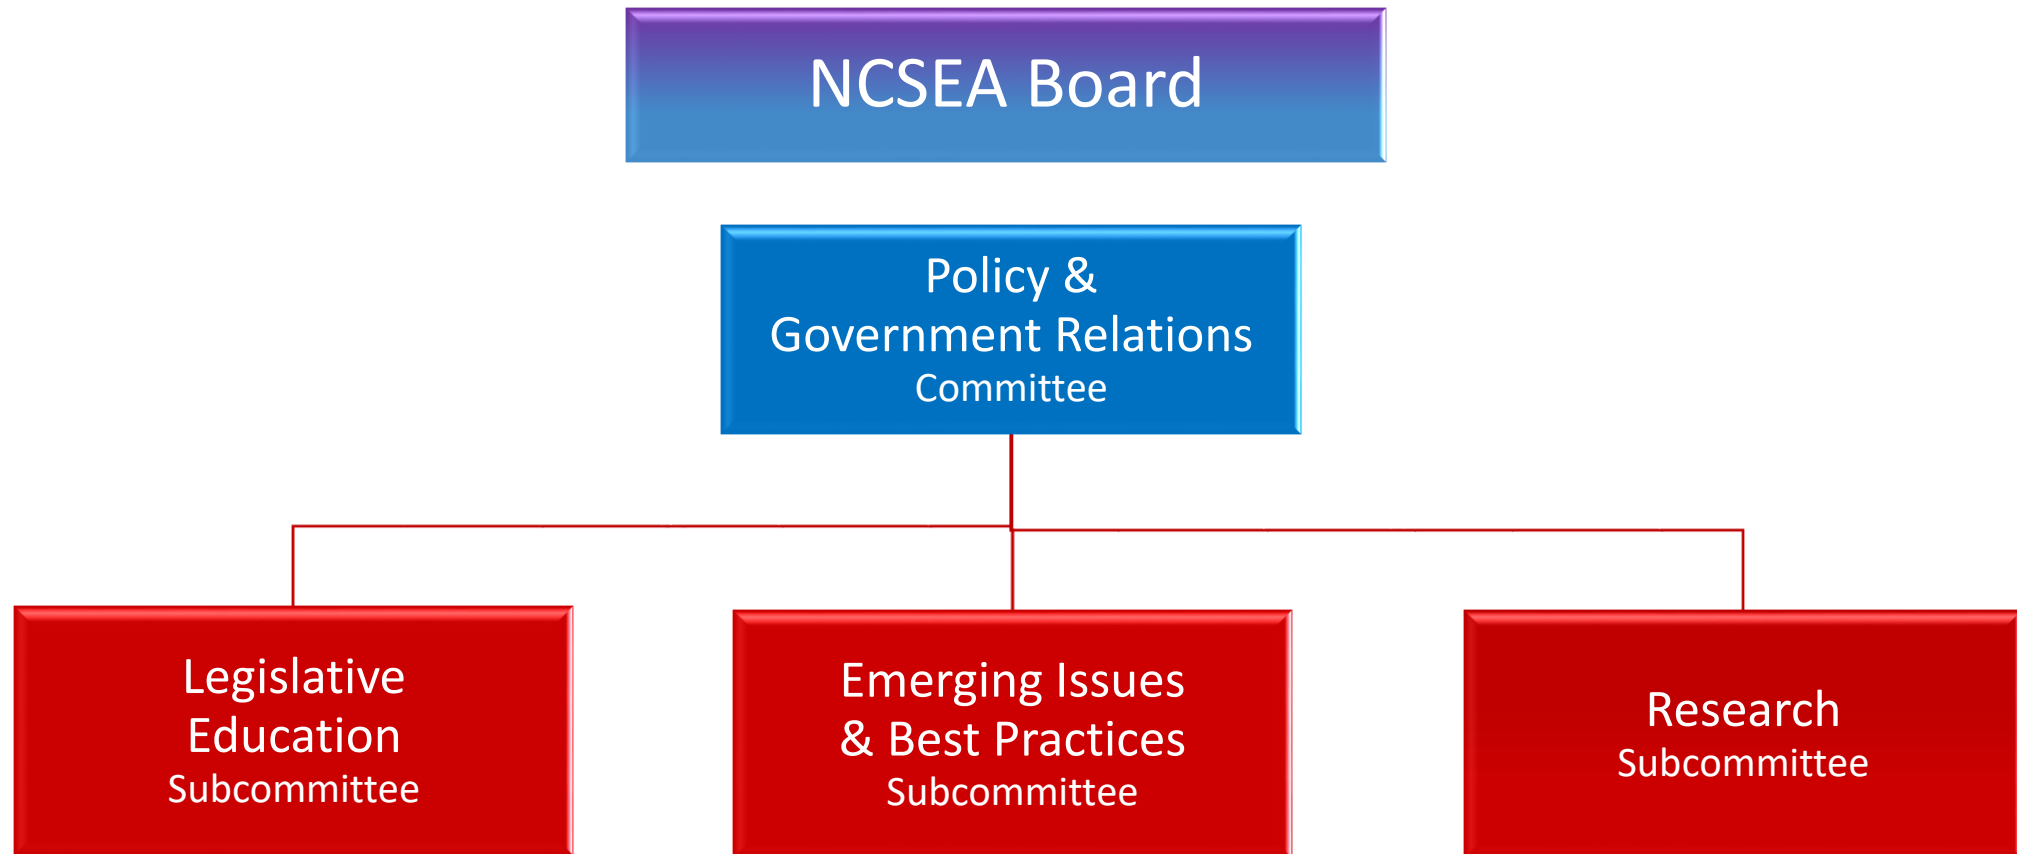 NCSEA Board
Policy &
Government Relations
Committee
Legislative
Education
Subcommittee
Emerging Issues
& Best Practices
Subcommittee
Research
Subcommittee